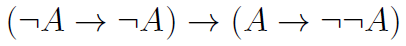 (¬A → ¬A) → (A → ¬¬A)